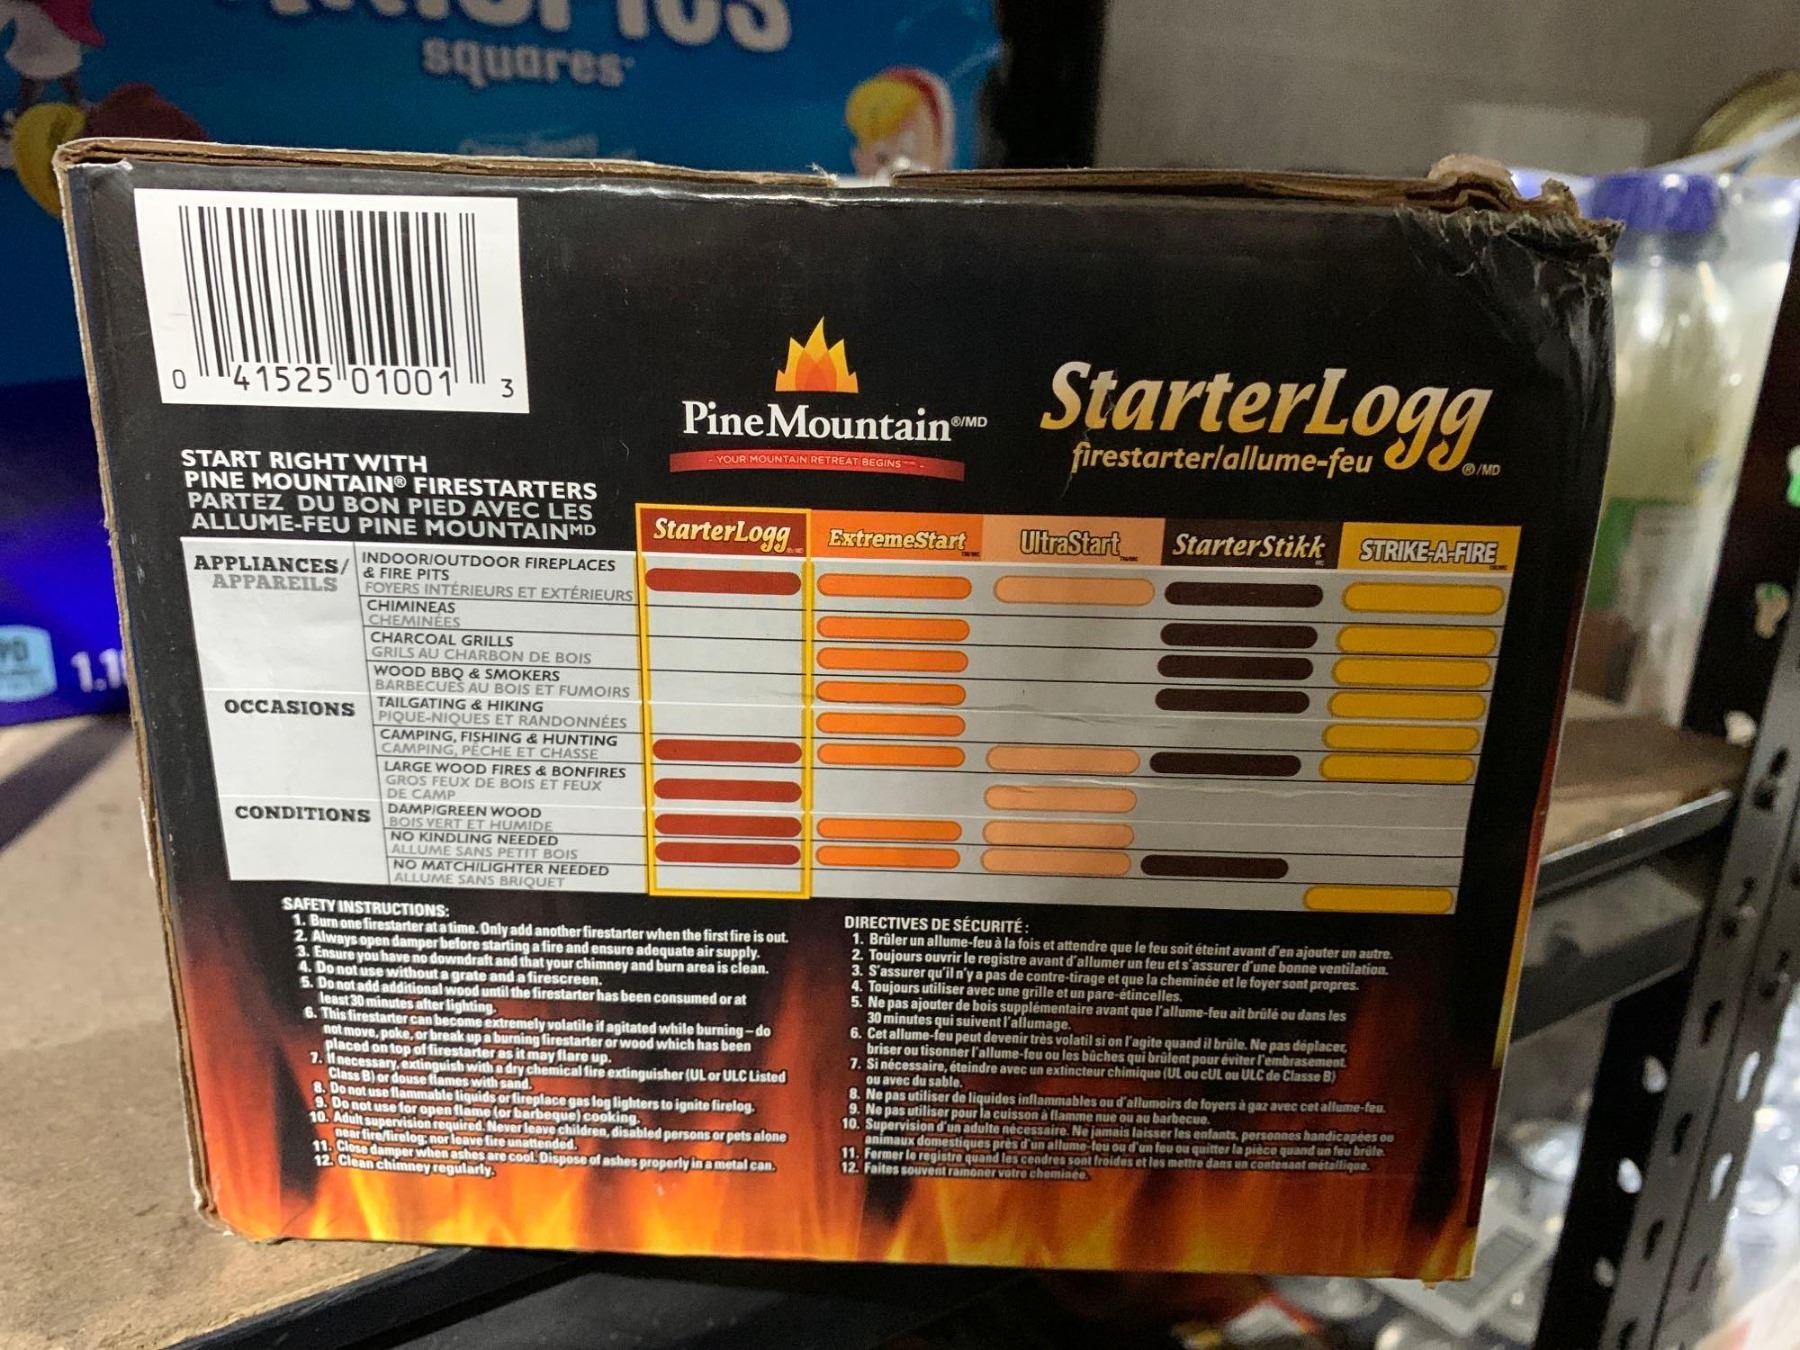 squares
0 41525 01001 3
PineMountain®/MD
- YOUR MOUNTAIN RETREAT BEGINS™ -
StarterLogg®/MD
firestarter/allume-feu
START RIGHT WITH
PINE MOUNTAIN® FIRESTARTERS
PARTEZ DU BON PIED AVEC LES
ALLUME-FEU PINE MOUNTAINMD
StarterLogg ExtremeStart UltraStart StarterStikk STRIKE-A-FIRE
APPLIANCES/
APPAREILS
INDOOR/OUTDOOR FIREPLACES
& FIRE PITS
FOYERS INTÉRIEURS ET EXTÉRIEURS
CHIMINEAS
CHEMINÉES
CHARCOAL GRILLS
GRILS AU CHARBON DE BOIS
WOOD BBQ & SMOKERS
BARBECUES AU BOIS ET FUMOIRS
OCCASIONS
TAILGATING & HIKING
PIQUE-NIQUES ET RANDONNÉES
CAMPING, FISHING & HUNTING
CAMPING, PÊCHE ET CHASSE
LARGE WOOD FIRES & BONFIRES
GROS FEUX DE BOIS ET FEUX
DE CAMP
CONDITIONS
DAMP/GREEN WOOD
BOIS VERT ET HUMIDE
NO KINDLING NEEDED
ALLUME SANS PETIT BOIS
NO MATCH/LIGHTER NEEDED
ALLUME SANS BRIQUET
SAFETY INSTRUCTIONS:
1. Burn one firestarter at a time. Only add another firestarter when the first fire is out.
2. Always open damper before starting a fire and ensure adequate air supply.
3. Ensure you have no downdraft and that your chimney and burn area is clean.
4. Do not use without a grate and a firescreen.
5. Do not add additional wood until the firestarter has been consumed or at
least 30 minutes after lighting.
6. This firestarter can become extremely volatile if agitated while burning – do
not move, poke, or break up a burning firestarter or wood which has been
placed on top of firestarter as it may flare up.
7. If necessary, extinguish with a dry chemical fire extinguisher (UL or ULC Listed
Class B) or douse flames with sand.
8. Do not use flammable liquids or fireplace gas log lighters to ignite firelog.
9. Do not use for open flame (or barbeque) cooking.
10. Adult supervision required. Never leave children, disabled persons or pets alone
near fire/firelog; nor leave fire unattended.
11. Close damper when ashes are cool. Dispose of ashes properly in a metal can.
12. Clean chimney regularly.
DIRECTIVES DE SÉCURITÉ :
1. Brûler un allume-feu à la fois et attendre que le feu soit éteint avant d'en ajouter un autre.
2. Toujours ouvrir le registre avant d'allumer un feu et s'assurer d'une bonne ventilation.
3. S'assurer qu'il n'y a pas de contre-tirage et que la cheminée et le foyer sont propres.
4. Toujours utiliser avec une grille et un pare-étincelles.
5. Ne pas ajouter de bois supplémentaire avant que l'allume-feu ait brûlé ou dans les
30 minutes qui suivent l'allumage.
6. Cet allume-feu peut devenir très volatil si on l'agite quand il brûle. Ne pas déplacer,
briser ou tisonner l'allume-feu ou les bûches qui brûlent pour éviter l'embrasement.
7. Si nécessaire, éteindre avec un extincteur chimique (UL ou cUL ou ULC de Classe B)
ou avec du sable.
8. Ne pas utiliser de liquides inflammables ou d'allumoirs de foyers à gaz avec cet allume-feu.
9. Ne pas utiliser pour la cuisson à flamme nue ou au barbecue.
10. Supervision d'un adulte nécessaire. Ne jamais laisser les enfants, personnes handicapées ou
animaux domestiques près d'un allume-feu ou d'un feu ou quitter la pièce quand un feu brûle.
11. Fermer le registre quand les cendres sont froides et les mettre dans un contenant métallique.
12. Faites souvent ramoner votre cheminée.